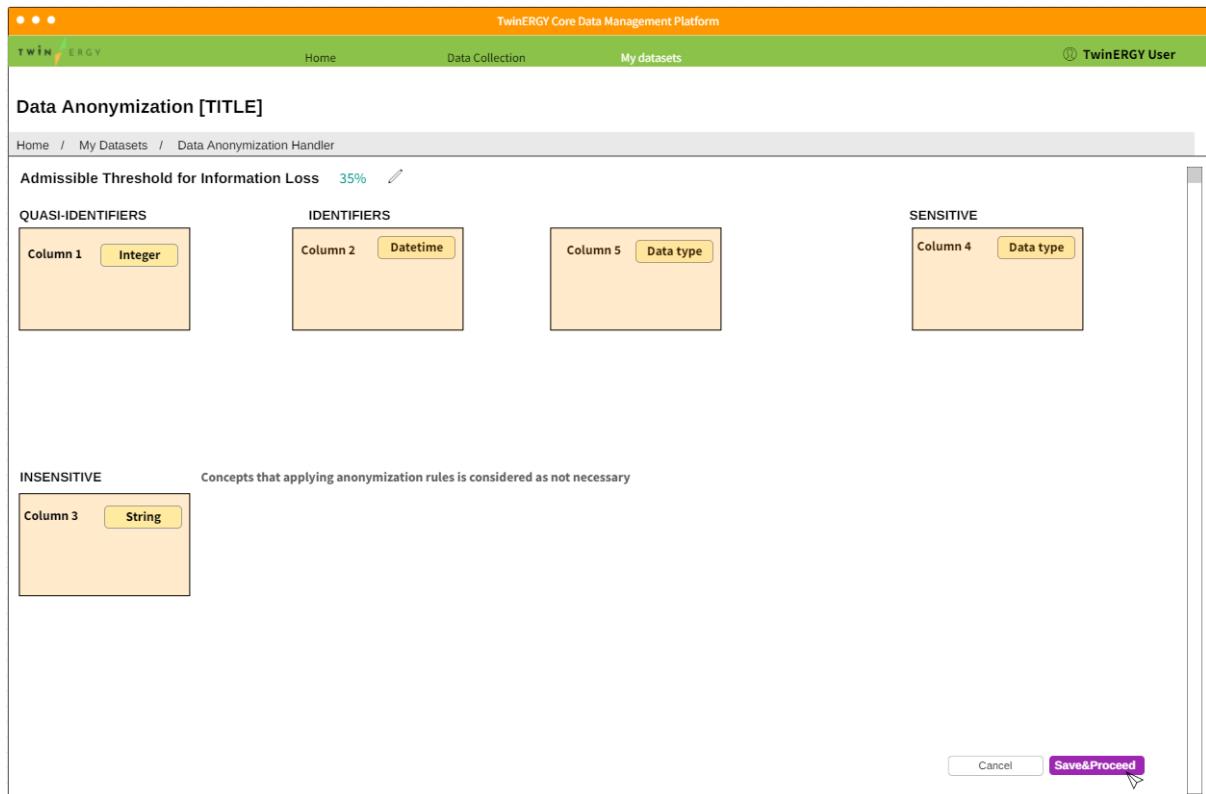 TwinERGY Core Data Management Platform
TWIN ERGY
Home Data Collection My datasets TwinERGY User
Data Anonymization [TITLE]
Home / My Datasets / Data Anonymization Handler
Admissible Threshold for Information Loss 35%
QUASI-IDENTIFIERS IDENTIFIERS SENSITIVE
Column 1 Integer Column 2 Datetime Column 5 Data type Column 4 Data type
INSENSITIVE Concepts that applying anonymization rules is considered as not necessary
Column 3 String
Cancel Save&Proceed